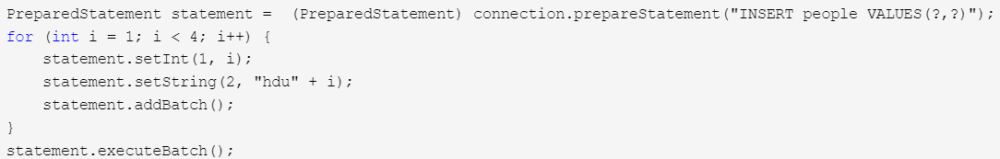 PreparedStatement statement =  (PreparedStatement) connection.prepareStatement("INSERT people VALUES(?,?)");
for (int i = 1; i < 4; i++) {
    statement.setInt(1, i);
    statement.setString(2, "hdu" + i);
    statement.addBatch();
}
statement.executeBatch();